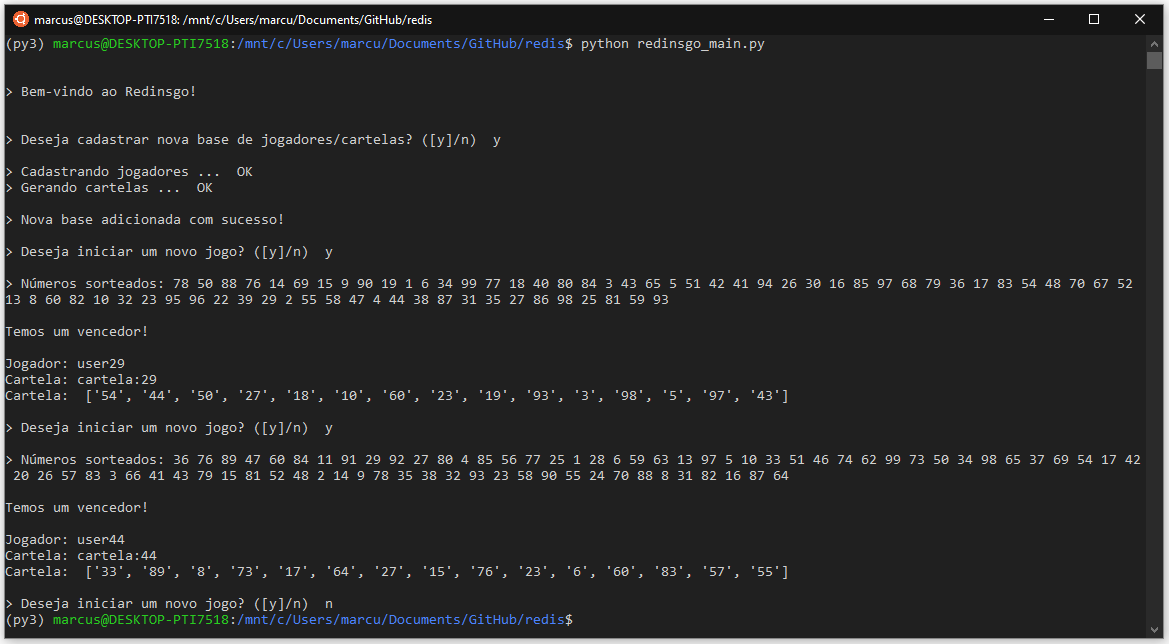 marcus@DESKTOP-PTI7518: /mnt/c/Users/marcu/Documents/GitHub/redis
(py3) marcus@DESKTOP-PTI7518:/mnt/c/Users/marcu/Documents/GitHub/redis$ python redinsgo_main.py
> Bem-vindo ao Redinsgo!
> Deseja cadastrar nova base de jogadores/cartelas? ([y]/n)  y
> Cadastrando jogadores ...  OK
> Gerando cartelas ...  OK
> Nova base adicionada com sucesso!
> Deseja iniciar um novo jogo? ([y]/n)  y
> Números sorteados: 78 50 88 76 14 69 15 9 90 19 1 6 34 99 77 18 40 80 84 3 43 65 5 51 42 41 94 26 30 16 85 97 68 79 36 17 83 54 48 70 67 52
13 8 60 82 10 32 23 95 96 22 39 29 2 55 58 47 4 44 38 87 31 35 27 86 98 25 81 59 93
Temos um vencedor!
Jogador: user29
Cartela: cartela:29
Cartela:  ['54', '44', '50', '27', '18', '10', '60', '23', '19', '93', '3', '98', '5', '97', '43']
> Deseja iniciar um novo jogo? ([y]/n)  y
> Números sorteados: 36 76 89 47 60 84 11 91 29 92 27 80 4 85 56 77 25 1 28 6 59 63 13 97 5 10 33 51 46 74 62 99 73 50 34 98 65 37 69 54 17 42
20 26 57 83 3 66 41 43 79 15 81 52 48 2 14 9 78 35 38 32 93 23 58 90 55 24 70 88 8 31 82 16 87 64
Temos um vencedor!
Jogador: user44
Cartela: cartela:44
Cartela:  ['33', '89', '8', '73', '17', '64', '27', '15', '76', '23', '6', '60', '83', '57', '55']
> Deseja iniciar um novo jogo? ([y]/n)  n
(py3) marcus@DESKTOP-PTI7518:/mnt/c/Users/marcu/Documents/GitHub/redis$